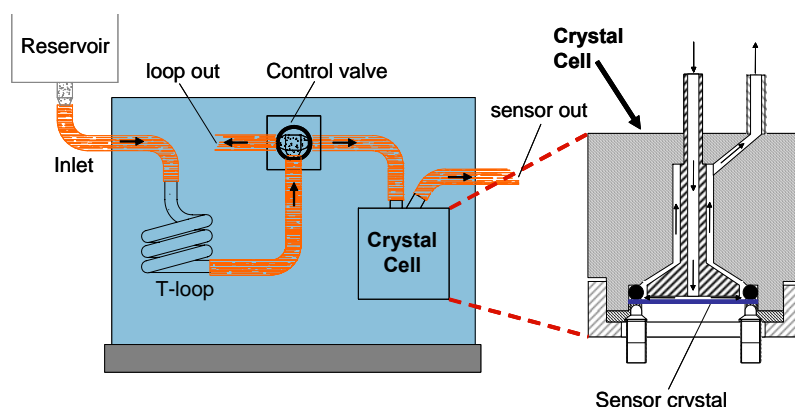 Reservoir
loop out
Control valve
Crystal
Cell
sensor out
Inlet
Crystal
Cell
T-loop
Sensor crystal